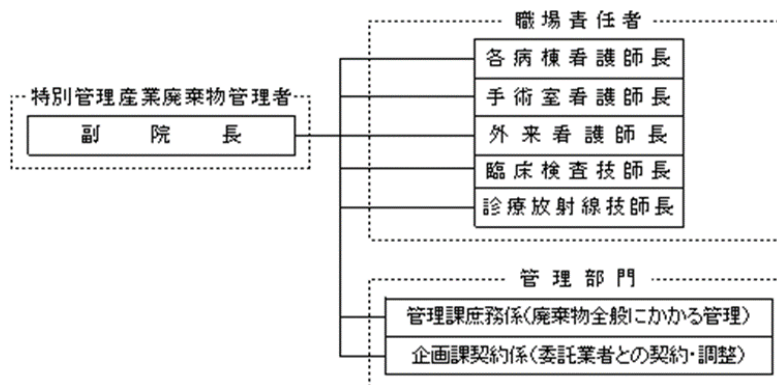 職場責任者
各病棟看護師長
手術室看護師長
特別管理産業廃棄物管理者
副院長
外来看護師長
臨床検査技師長
診療放射線技師長
管理部門
管理課庶務係(廃棄物全般にかかる管理)
企画課契約係(委託業者との契約・調整)